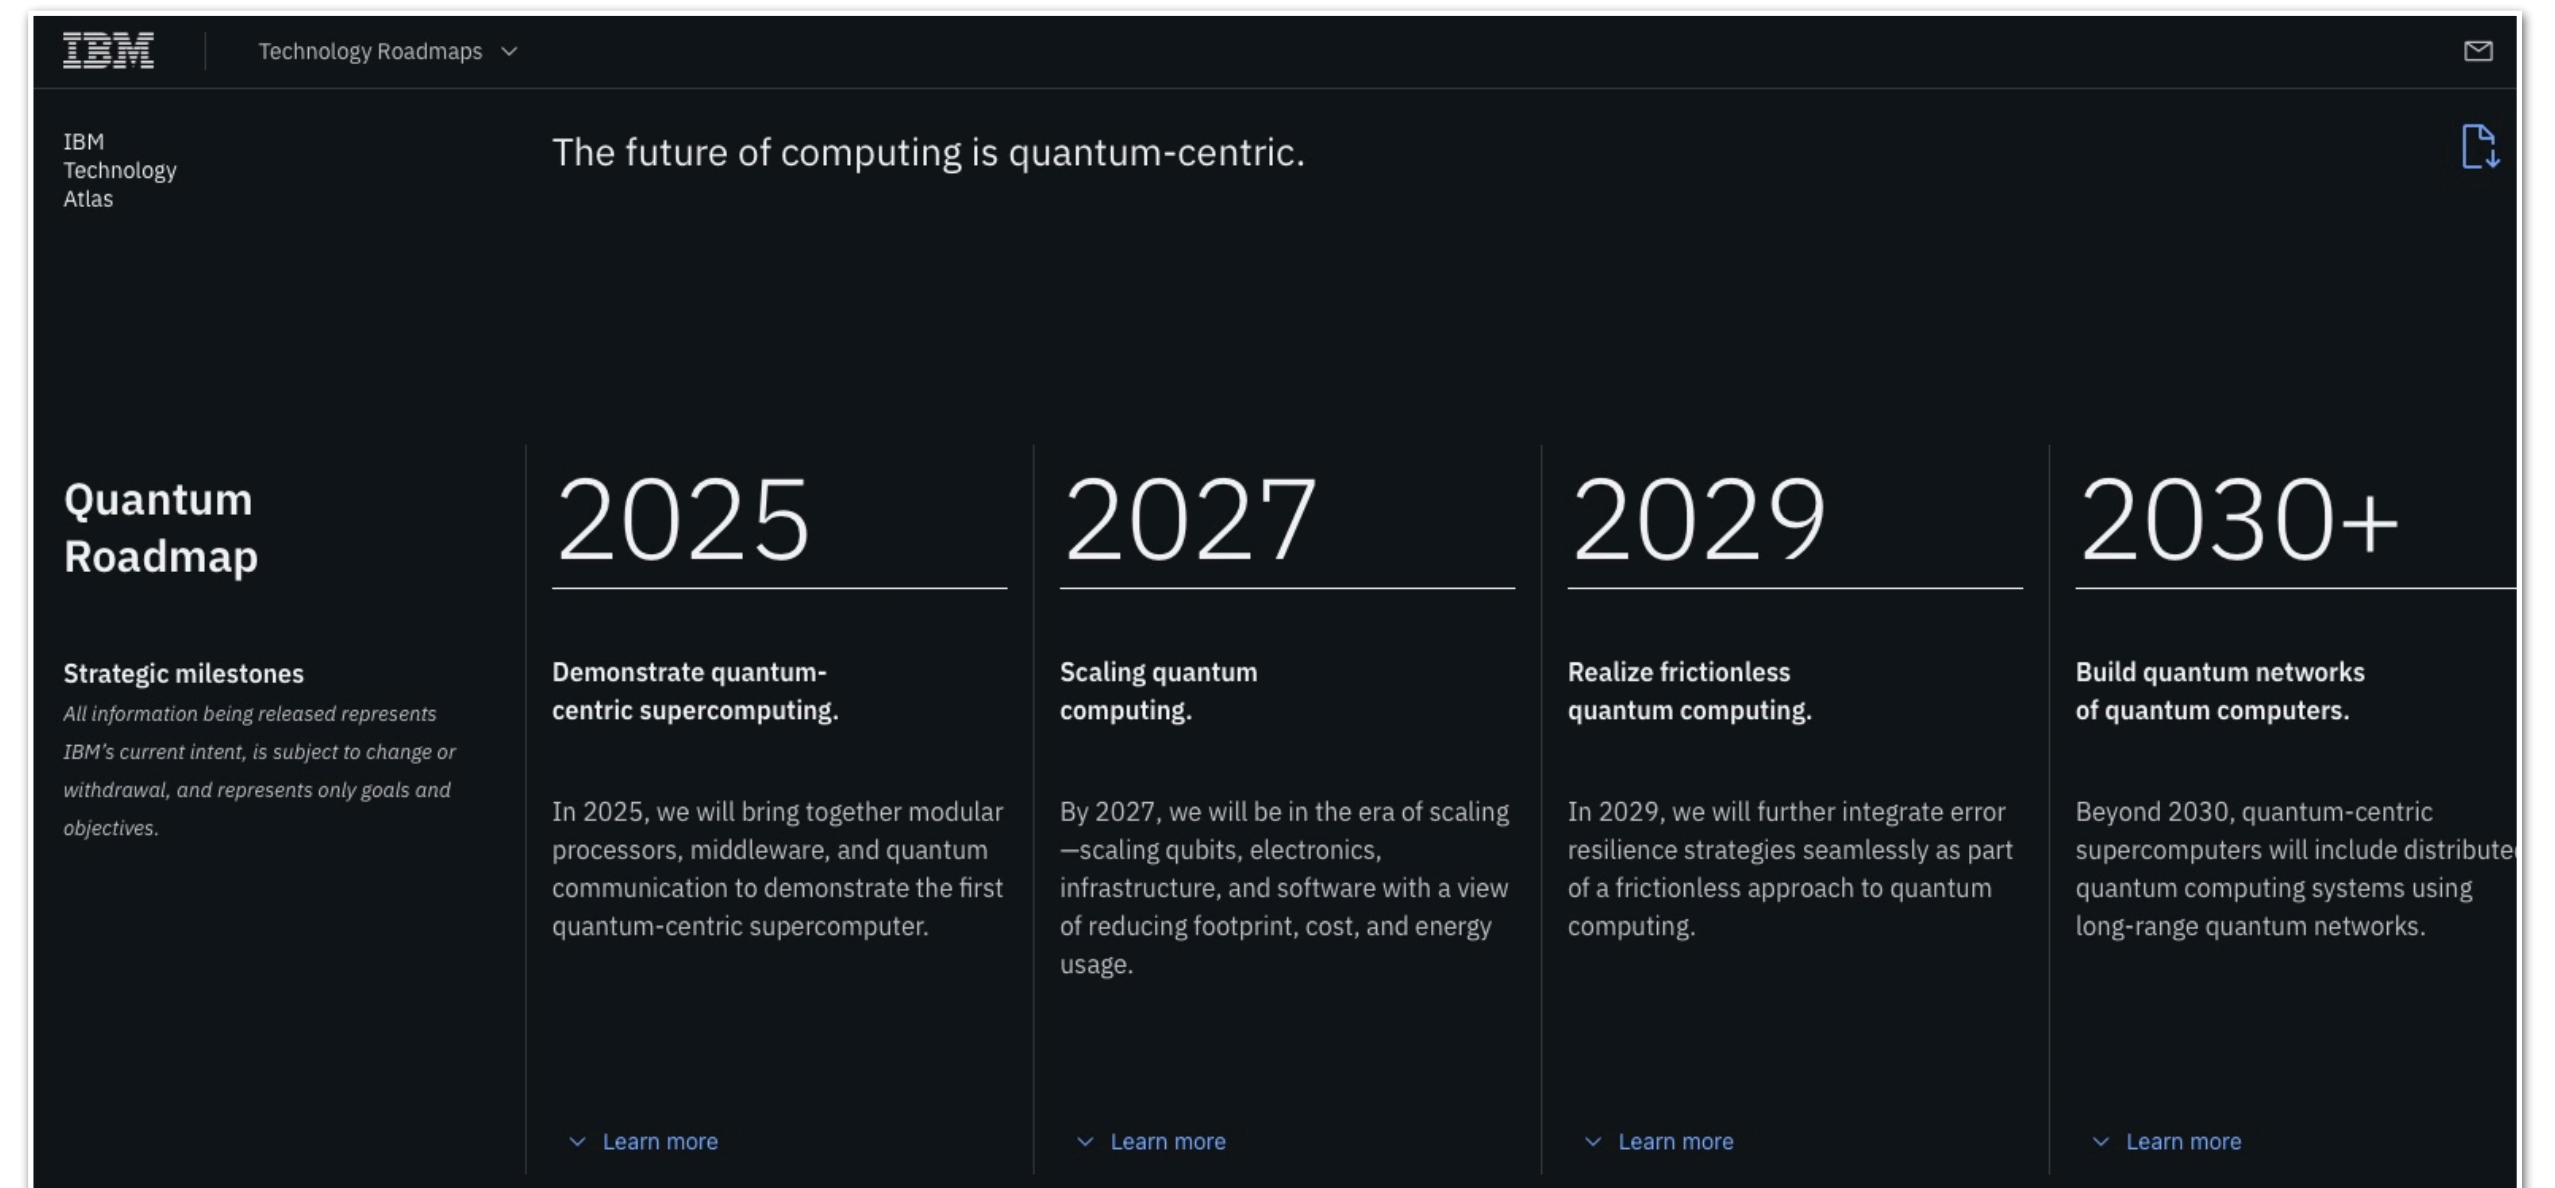 IBM
Technology Roadmaps
IBM
Technology
Atlas
The future of computing is quantum-centric.
Quantum
Roadmap
Strategic milestones
All information being released represents
IBM's current intent, is subject to change or
withdrawal, and represents only goals and
objectives.
2025
Demonstrate quantum-
centric supercomputing.
In 2025, we will bring together modular
processors, middleware, and quantum
communication to demonstrate the first
quantum-centric supercomputer.
Learn more
2027
Scaling quantum
computing.
By 2027, we will be in the era of scaling
—scaling qubits, electronics,
infrastructure, and software with a view
of reducing footprint, cost, and energy
usage.
Learn more
2029
Realize frictionless
quantum computing.
In 2029, we will further integrate error
resilience strategies seamlessly as part
of a frictionless approach to quantum
computing.
Learn more
2030+
Build quantum networks
of quantum computers.
Beyond 2030, quantum-centric
supercomputers will include distribute
quantum computing systems using
long-range quantum networks.
Learn more